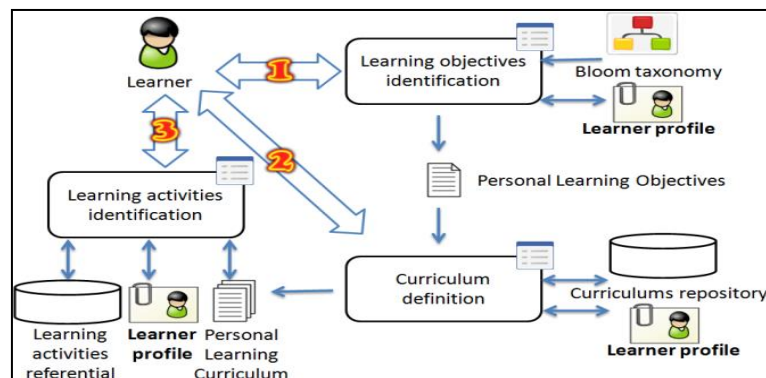 Learner
1
Learning objectives
identification
Bloom taxonomy
Learner profile
3
2
Personal Learning Objectives
Learning activities
identification
Curriculum
definition
Curriculums repository
Learner profile
Learning
activities
referential
Learner
profile
Personal
Learning
Curriculum